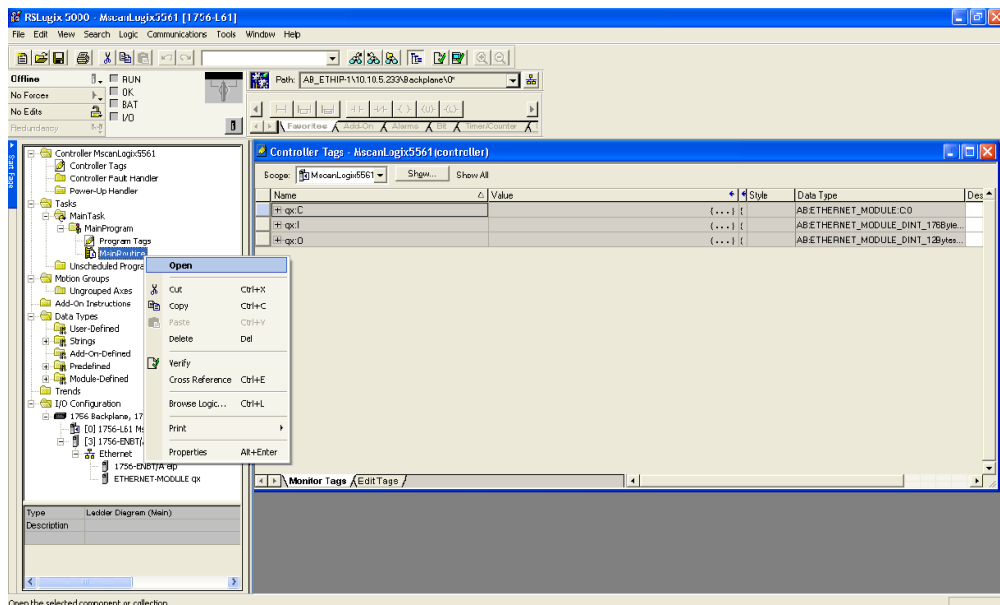 RSLogix 5000 - MscanLogix5561 [1756-L61]
File Edit View Search Logic Communications Tools Window Help
Offline
RUN
No Forces
OK
BAT
No Edits
I/O
Redundancy
Path: AB_ETHIP-1\10.10.5.233\Backplane\0*
Favorites Add-On Alarms Bit Timer/Counter
Start Page
Controller MscanLogix5561
Controller Tags
Controller Fault Handler
Power-Up Handler
Tasks
MainTask
MainProgram
Program Tags
MainRoutine
Unscheduled Progra
Motion Groups
Ungrouped Axes
Add-On Instructions
Data Types
User-Defined
Strings
Add-On-Defined
Predefined
Module-Defined
Trends
I/O Configuration
1756 Backplane, 17
[0] 1756-L61 Ms
[3] 1756-ENBT/
Ethernet
1756-ENBT/A eip
ETHERNET-MODULE qx
Type Ladder Diagram (Main)
Description
Open
Cut Ctrl+X
Copy Ctrl+C
Paste Ctrl+V
Delete Del
Verify
Cross Reference Ctrl+E
Browse Logic... Ctrl+L
Print
Properties Alt+Enter
Controller Tags - MscanLogix5561(controller)
Scope: MscanLogix5561 Show... Show All
Name Value Style Data Type Des
qx:C {...} { AB:ETHERNET_MODULE:C:0
qx:I {...} { AB:ETHERNET_MODULE_DINT_176Byte...
qx:O {...} { AB:ETHERNET_MODULE_DINT_12Bytes...
Monitor Tags Edit Tags
Open the selected component or collection